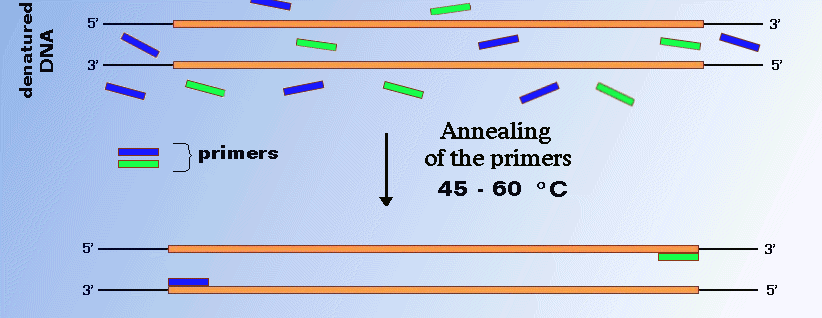 denatured
DNA
5' 3'
3' 5'
primers
Annealing
of the primers
45 - 60 °C
5' 3'
3' 5'